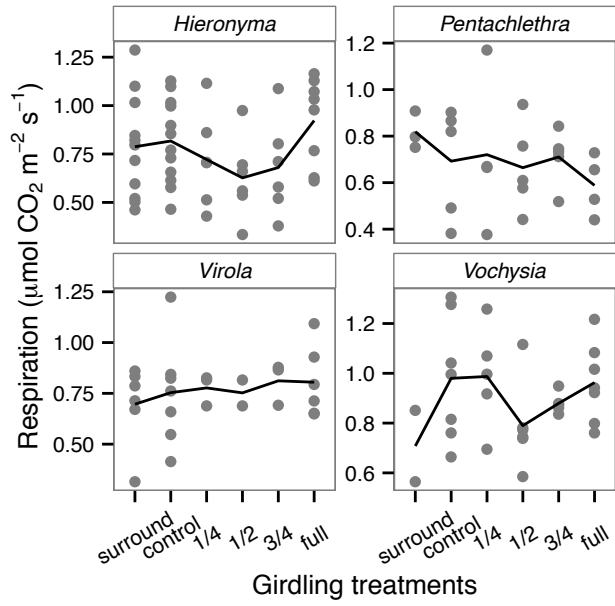 Hieronyma
Pentachlethra
1.25
1.00
0.75
0.50
1.2
1.0
0.8
0.6
0.4
Virola
Vochysia
1.25
1.00
0.75
0.50
1.2
1.0
0.8
0.6
Respiration (μmol CO₂ m⁻² s⁻¹)
surround
control
1/4
1/2
3/4
full
surround
control
1/4
1/2
3/4
full
Girdling treatments